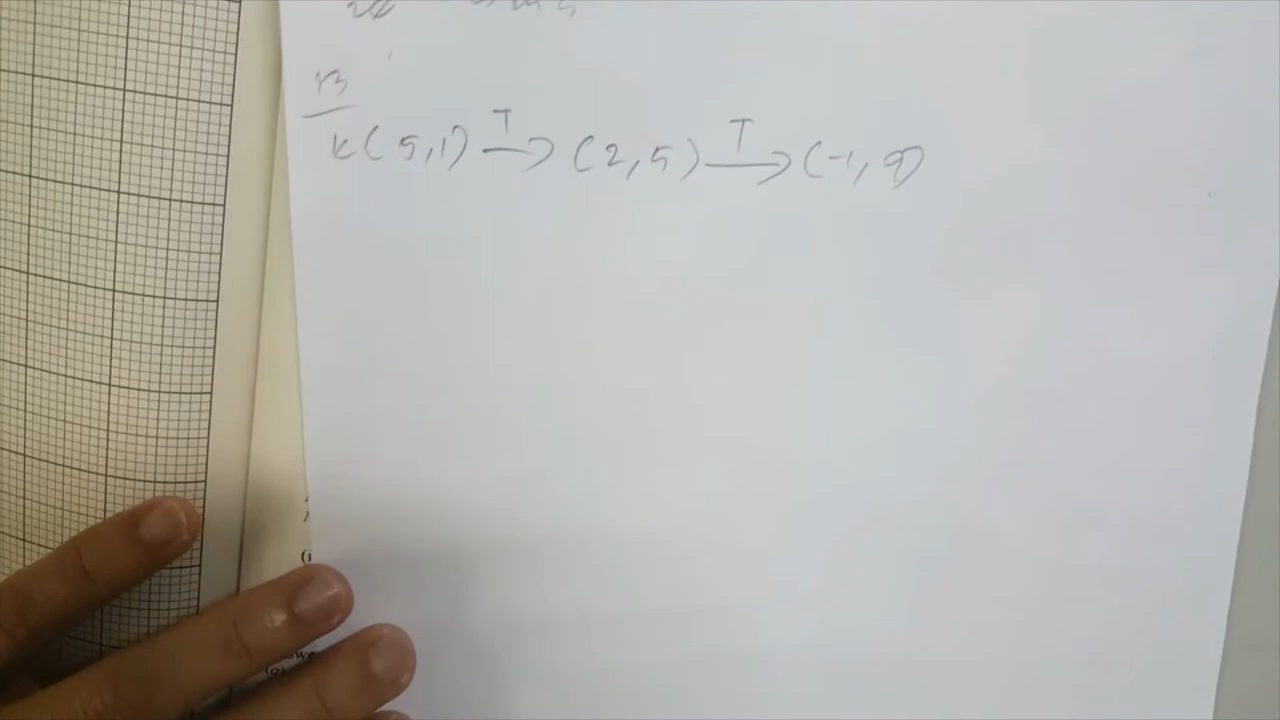 13
K(5,1) T→ (2,5) T→ (-1,9)
(i